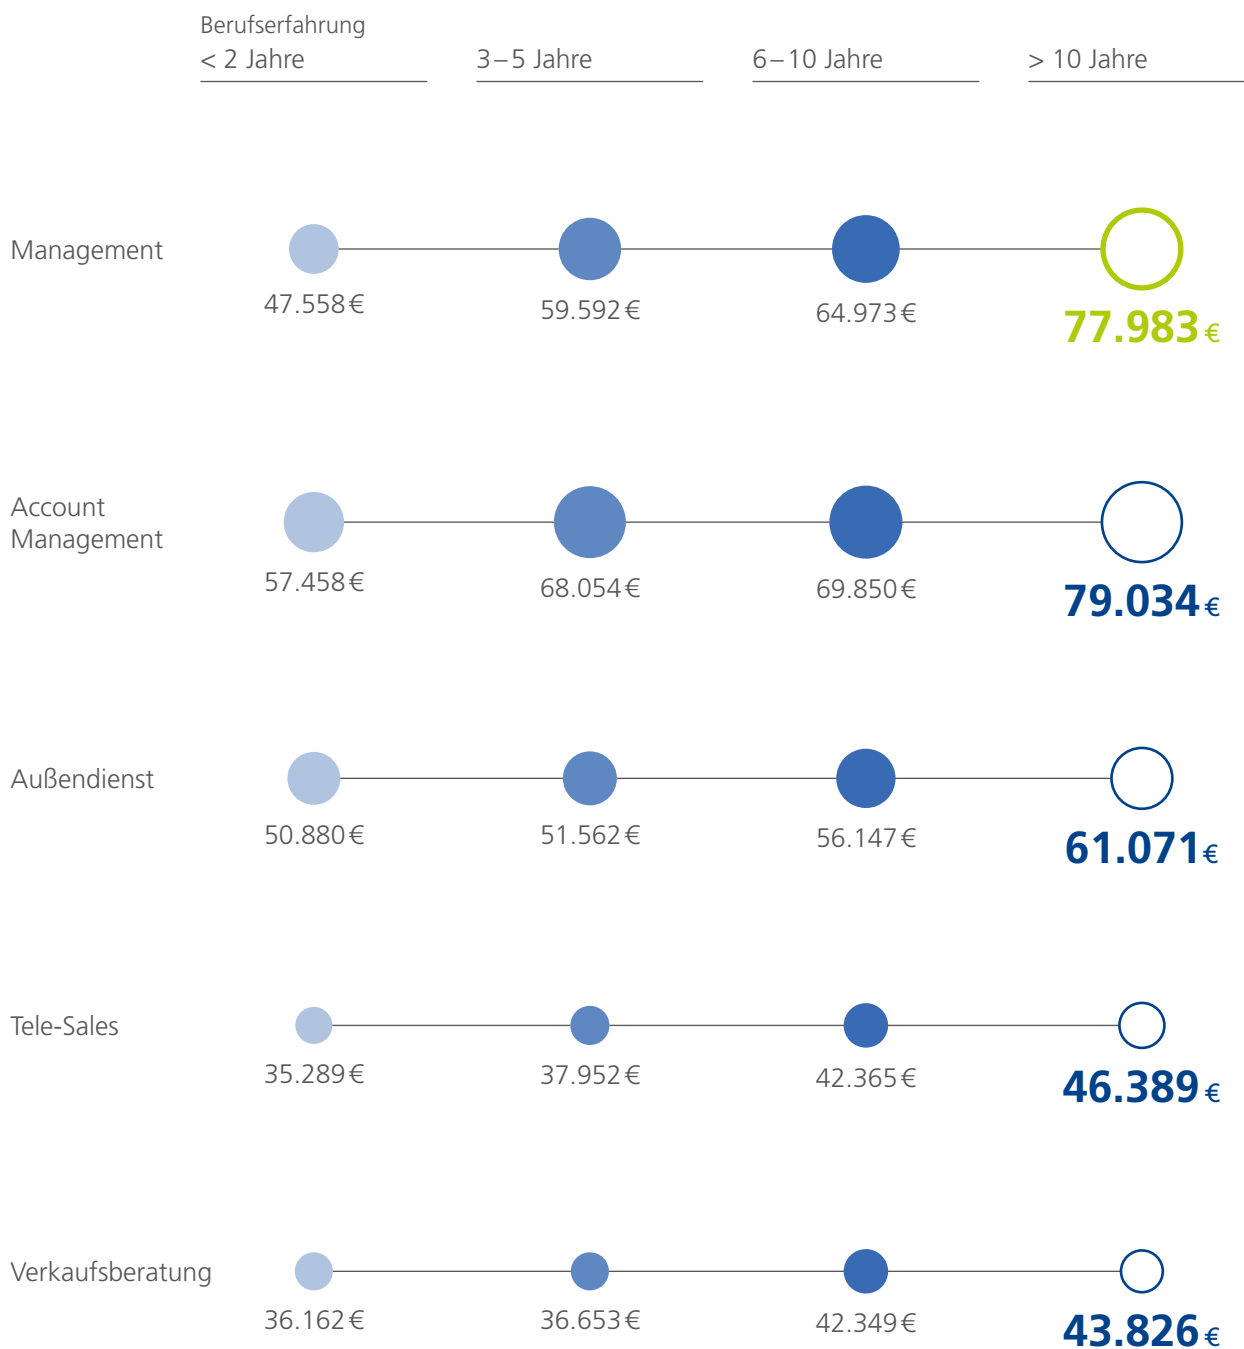 Berufserfahrung
< 2 Jahre
3–5 Jahre
6–10 Jahre
> 10 Jahre
Management
47.558 €
59.592 €
64.973 €
77.983 €
Account
Management
57.458 €
68.054 €
69.850 €
79.034 €
Außendienst
50.880 €
51.562 €
56.147 €
61.071 €
Tele-Sales
35.289 €
37.952 €
42.365 €
46.389 €
Verkaufsberatung
36.162 €
36.653 €
42.349 €
43.826 €